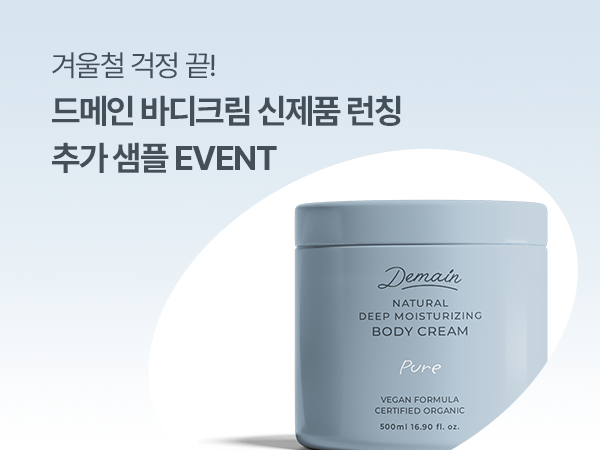 겨울철 걱정 끝!
드메인 바디크림 신제품 런칭
추가 샘플 EVENT
Demain
NATURAL
DEEP MOISTURIZING
BODY CREAM
Pure
VEGAN FORMULA
CERTIFIED ORGANIC
500ml 16.90 fl. oz.